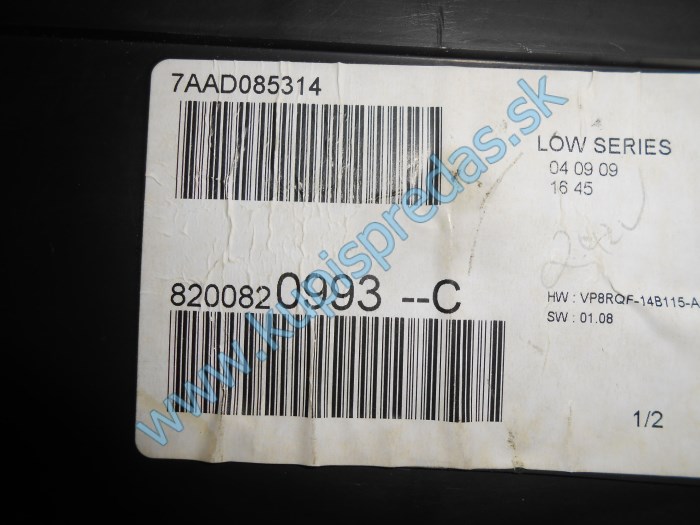 7AAD085314
LOW SERIES
04 09 09
16 45
8200820993 --C
HW : VP8RQF-14B115-A
SW : 01.08
1/2
www.kupispredas.sk